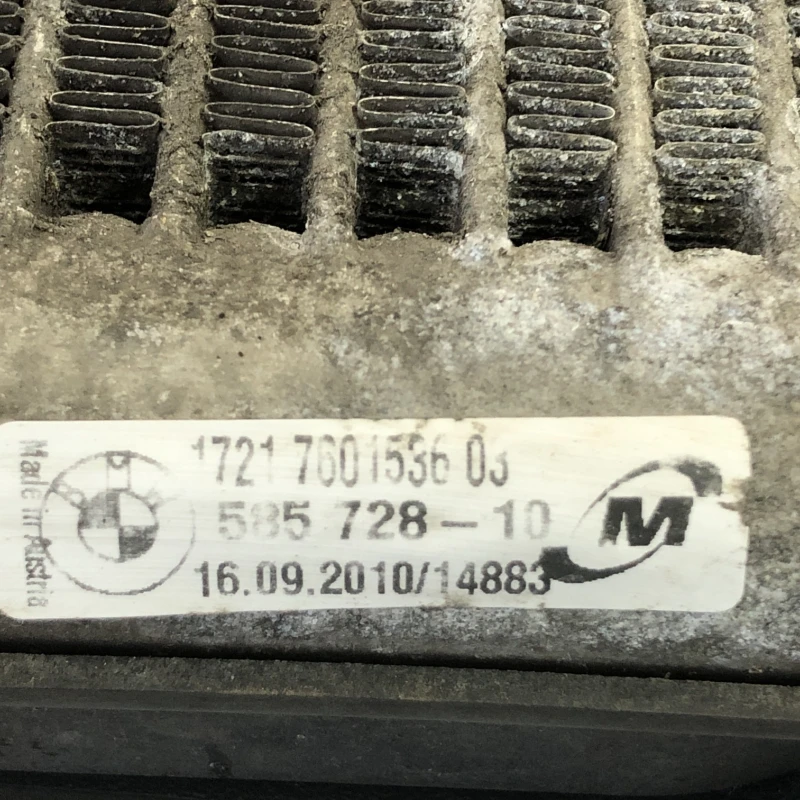 Made in Austria
1721 7601536 03
585 728-10
16.09.2010/14883
M